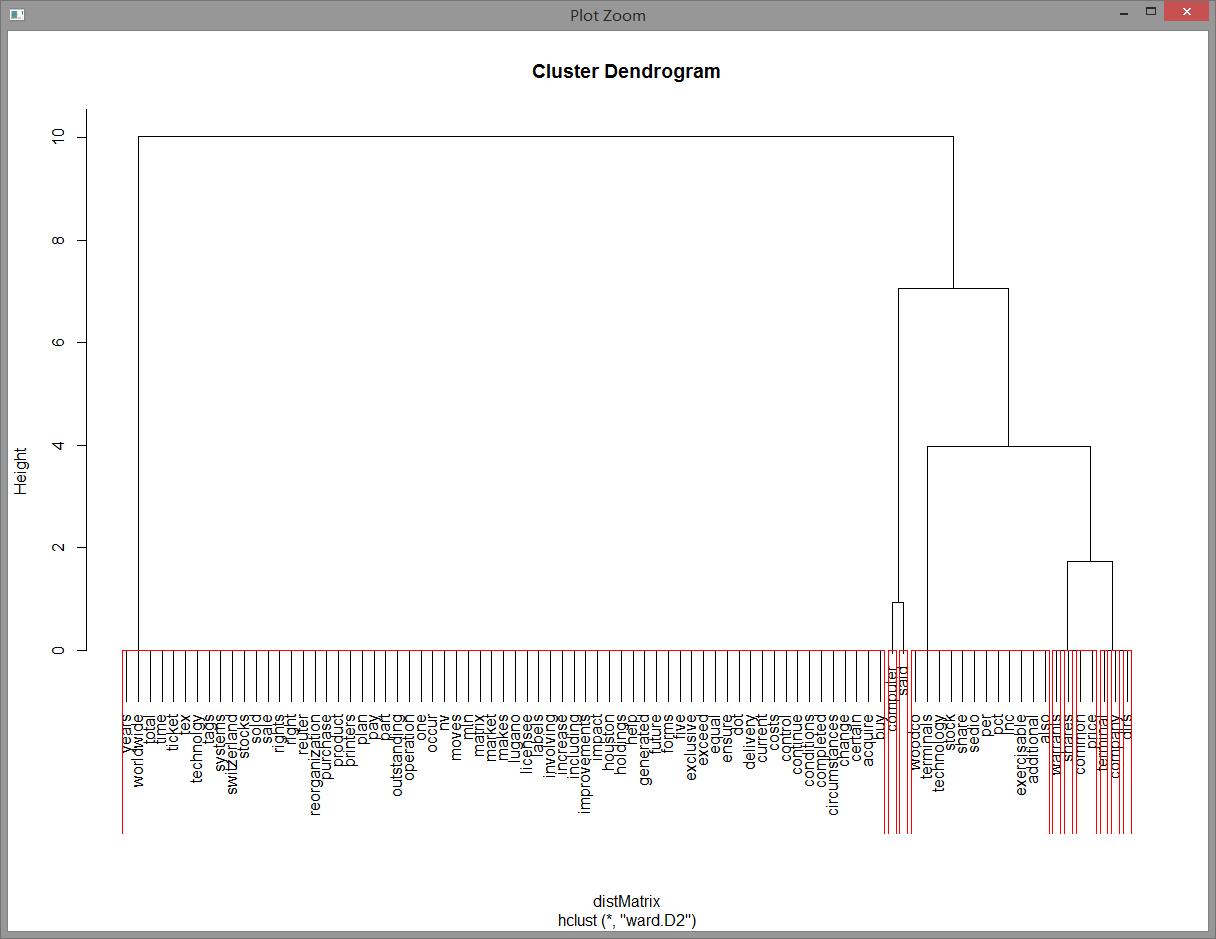 Plot Zoom
Cluster Dendrogram
Height
10
8
6
4
2
0
years
worldwide
total
time
ticket
tex
technology
tags
systems
switzerland
stocks
sold
sale
rights
right
reuter
reorganization
purchase
product
printers
plan
pay
part
outstanding
operation
one
occur
nv
moves
mln
matrix
market
makes
lugano
licensee
labels
involving
increase
including
improvements
impact
houston
holdings
help
generated
future
forms
five
exclusive
exceed
equal
ensure
dot
delivery
current
costs
control
continue
conditions
completed
circumstances
change
certain
acquire
buy
computer
said
woodco
terminals
technology
stock
share
sedio
per
pct
inc
exercisable
additional
also
warrants
shares
common
price
terminal
company
dlrs
distMatrix
hclust (*, "ward.D2")